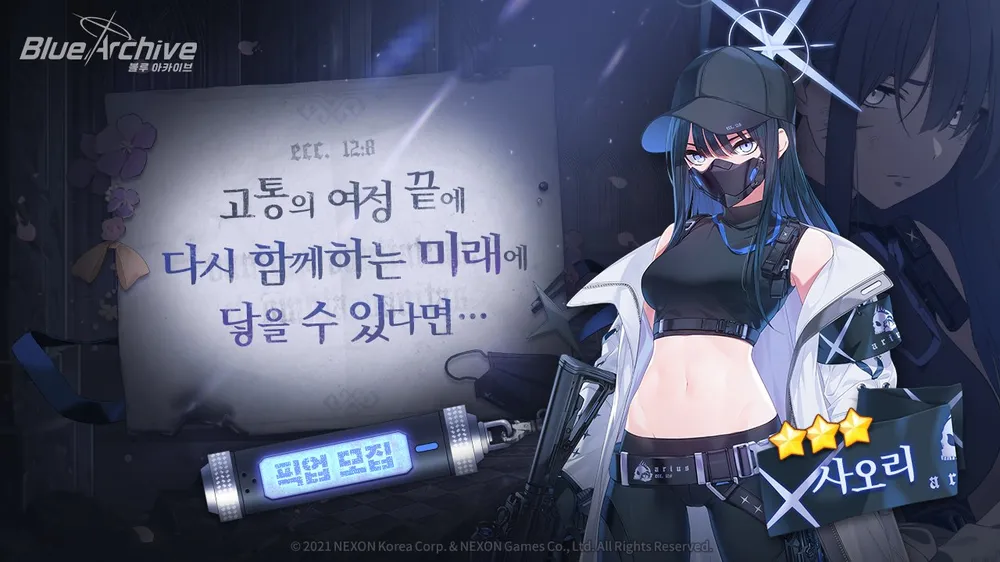 Blue Archive
블루 아카이브
ecc. 12:8
고통의 여정 끝에
다시 함께하는 미래에
닿을 수 있다면…
픽업 모집
arius
사오리
ar
© 2021 NEXON Korea Corp. & NEXON Games Co., Ltd. All Rights Reserved.